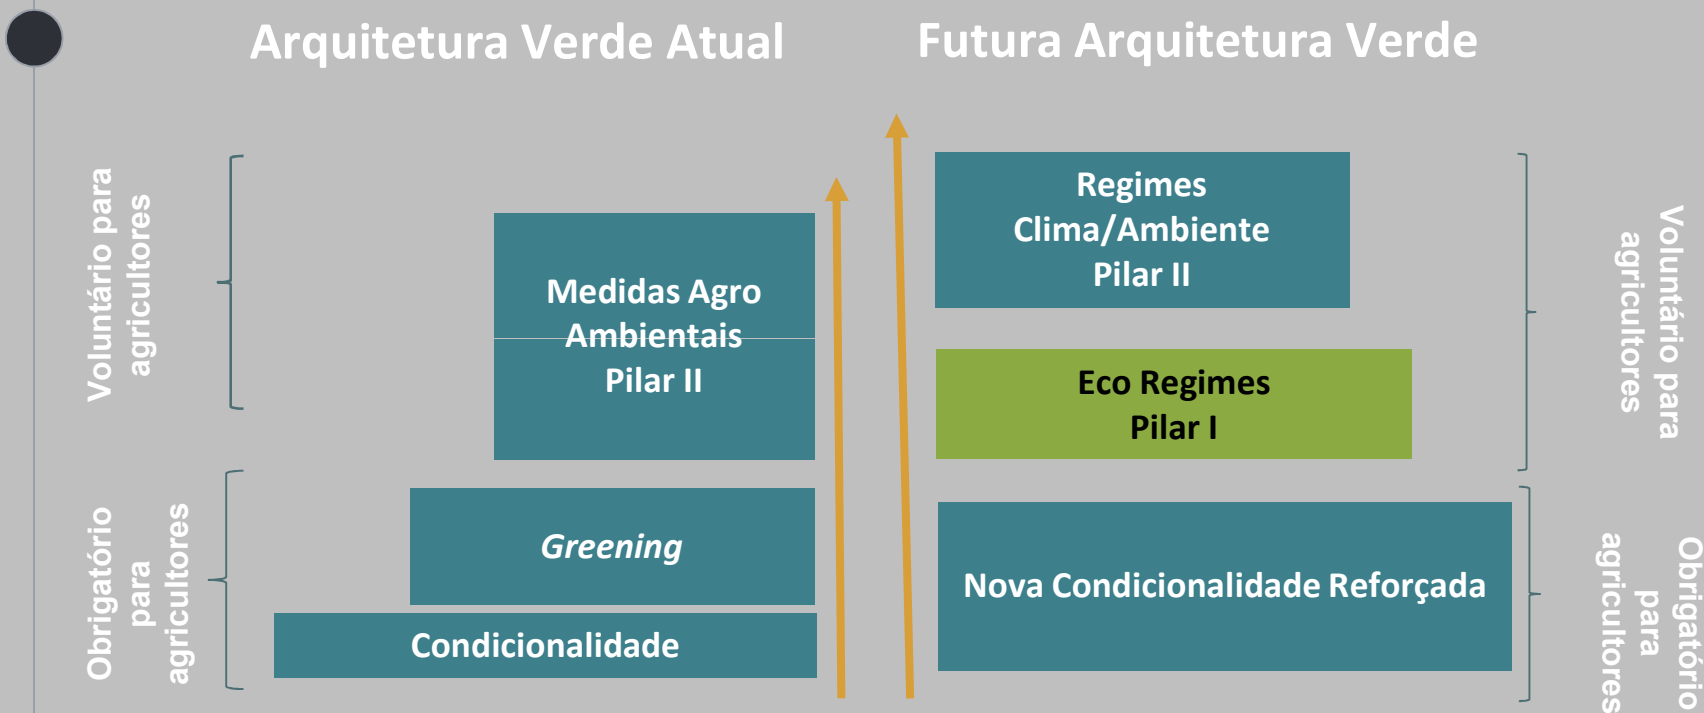 Arquitetura Verde Atual
Futura Arquitetura Verde
Voluntário para
agricultores
Medidas Agro
Ambientais
Pilar II
Obrigatório
para
agricultores
Greening
Condicionalidade
Regimes
Clima/Ambiente
Pilar II
Eco Regimes
Pilar I
Voluntário para
agricultores
Nova Condicionalidade Reforçada
Obrigatório
para
agricultores